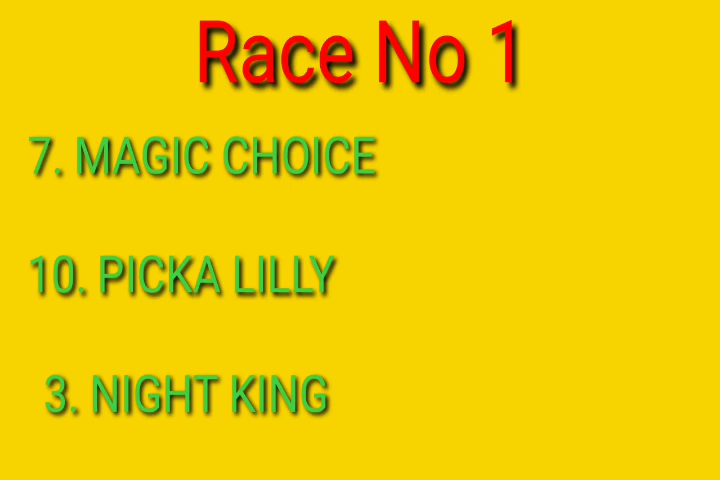 Race No 1
7. MAGIC CHOICE
10. PICKA LILLY
3. NIGHT KING